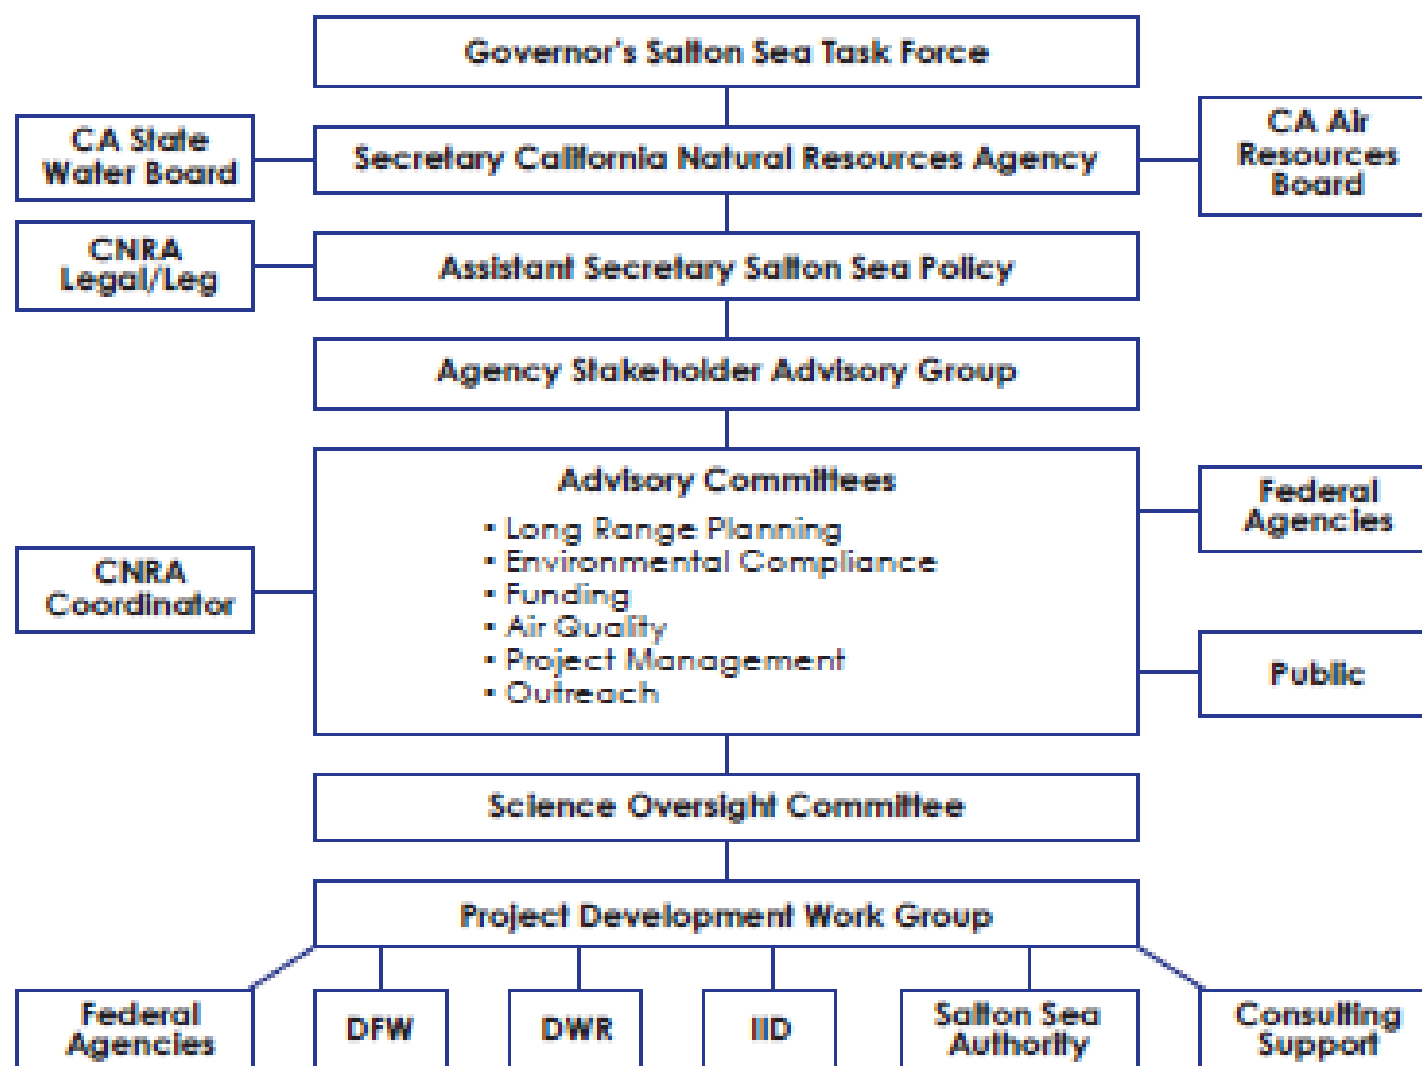 Governor's Salton Sea Task Force
CA State
Water Board
Secretary California Natural Resources Agency
CA Air
Resources
Board
CNRA
Legal/Leg
Assistant Secretary Salton Sea Policy
Agency Stakeholder Advisory Group
Advisory Committees
• Long Range Planning
• Environmental Compliance
• Funding
• Air Quality
• Project Management
• Outreach
CNRA
Coordinator
Federal
Agencies
Public
Science Oversight Committee
Project Development Work Group
Federal
Agencies
DFW
DWR
IID
Salton Sea
Authority
Consulting
Support